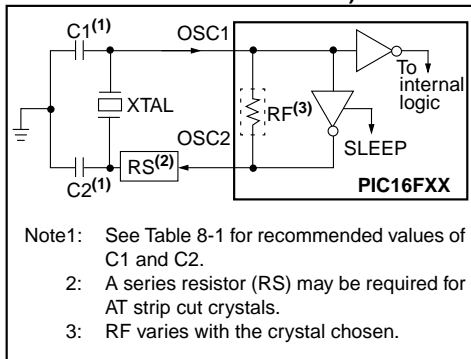 C1(1)
OSC1
To
internal
logic
XTAL
RF(3)
OSC2
SLEEP
RS(2)
C2(1)
PIC16FXX
Note1: See Table 8-1 for recommended values of
C1 and C2.
2: A series resistor (RS) may be required for
AT strip cut crystals.
3: RF varies with the crystal chosen.